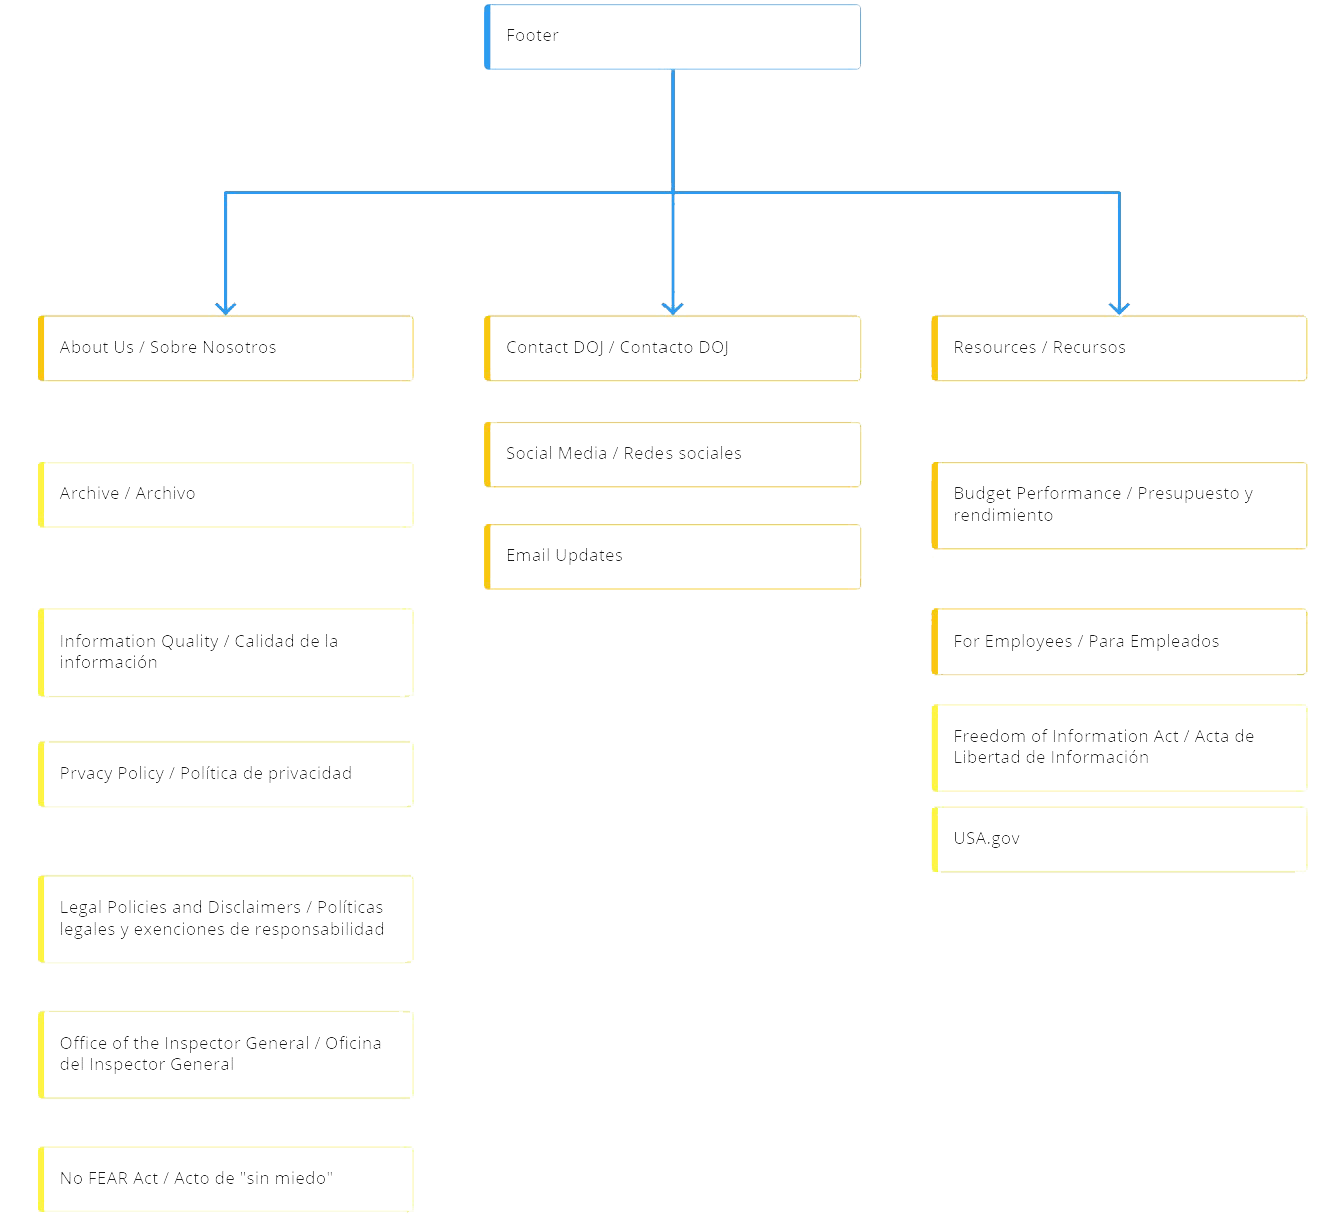 Footer
About Us / Sobre Nosotros
Contact DOJ / Contacto DOJ
Resources / Recursos
Archive / Archivo
Information Quality / Calidad de la
información
Prvacy Policy / Política de privacidad
Legal Policies and Disclaimers / Políticas
legales y exenciones de responsabilidad
Office of the Inspector General / Oficina
del Inspector General
No FEAR Act / Acto de "sin miedo"
Social Media / Redes sociales
Email Updates
Budget Performance / Presupuesto y
rendimiento
For Employees / Para Empleados
Freedom of Information Act / Acta de
Libertad de Información
USA.gov